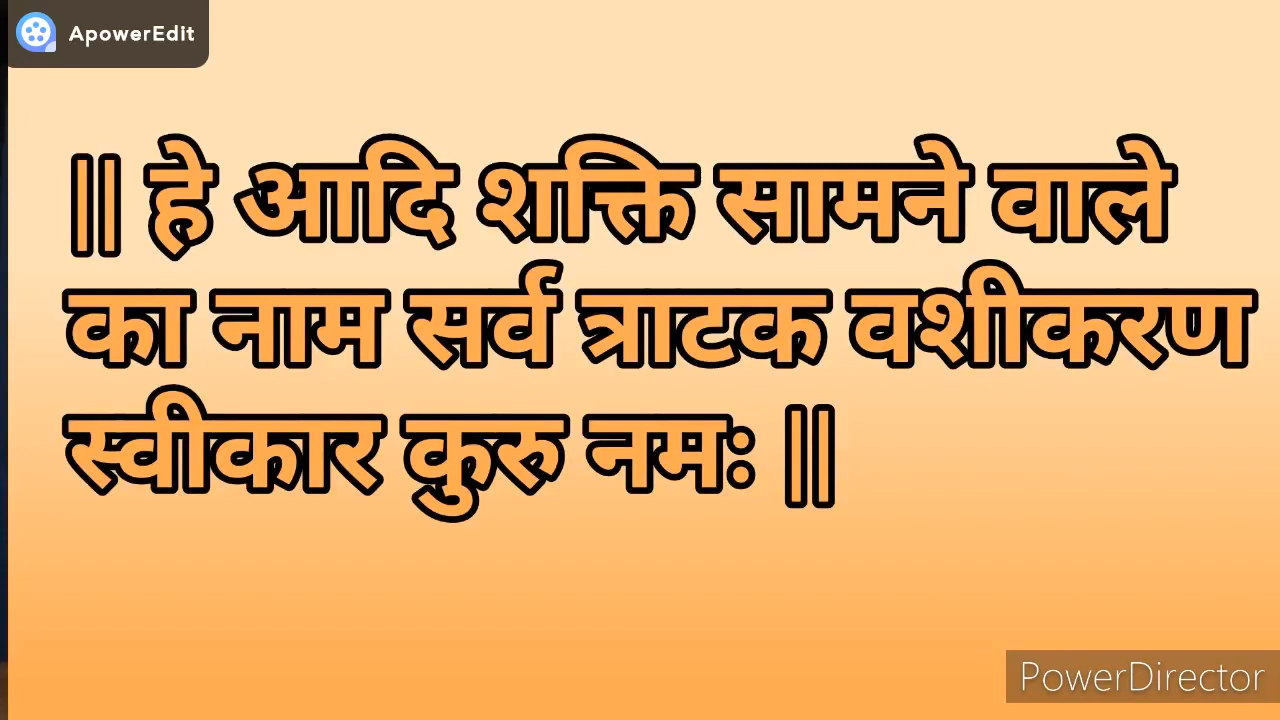 ApowerEdit
|| हे आदि शक्ति सामने वाले
का नाम सर्व त्राटक वशीकरण
स्वीकार कुरु नमः ||
PowerDirector